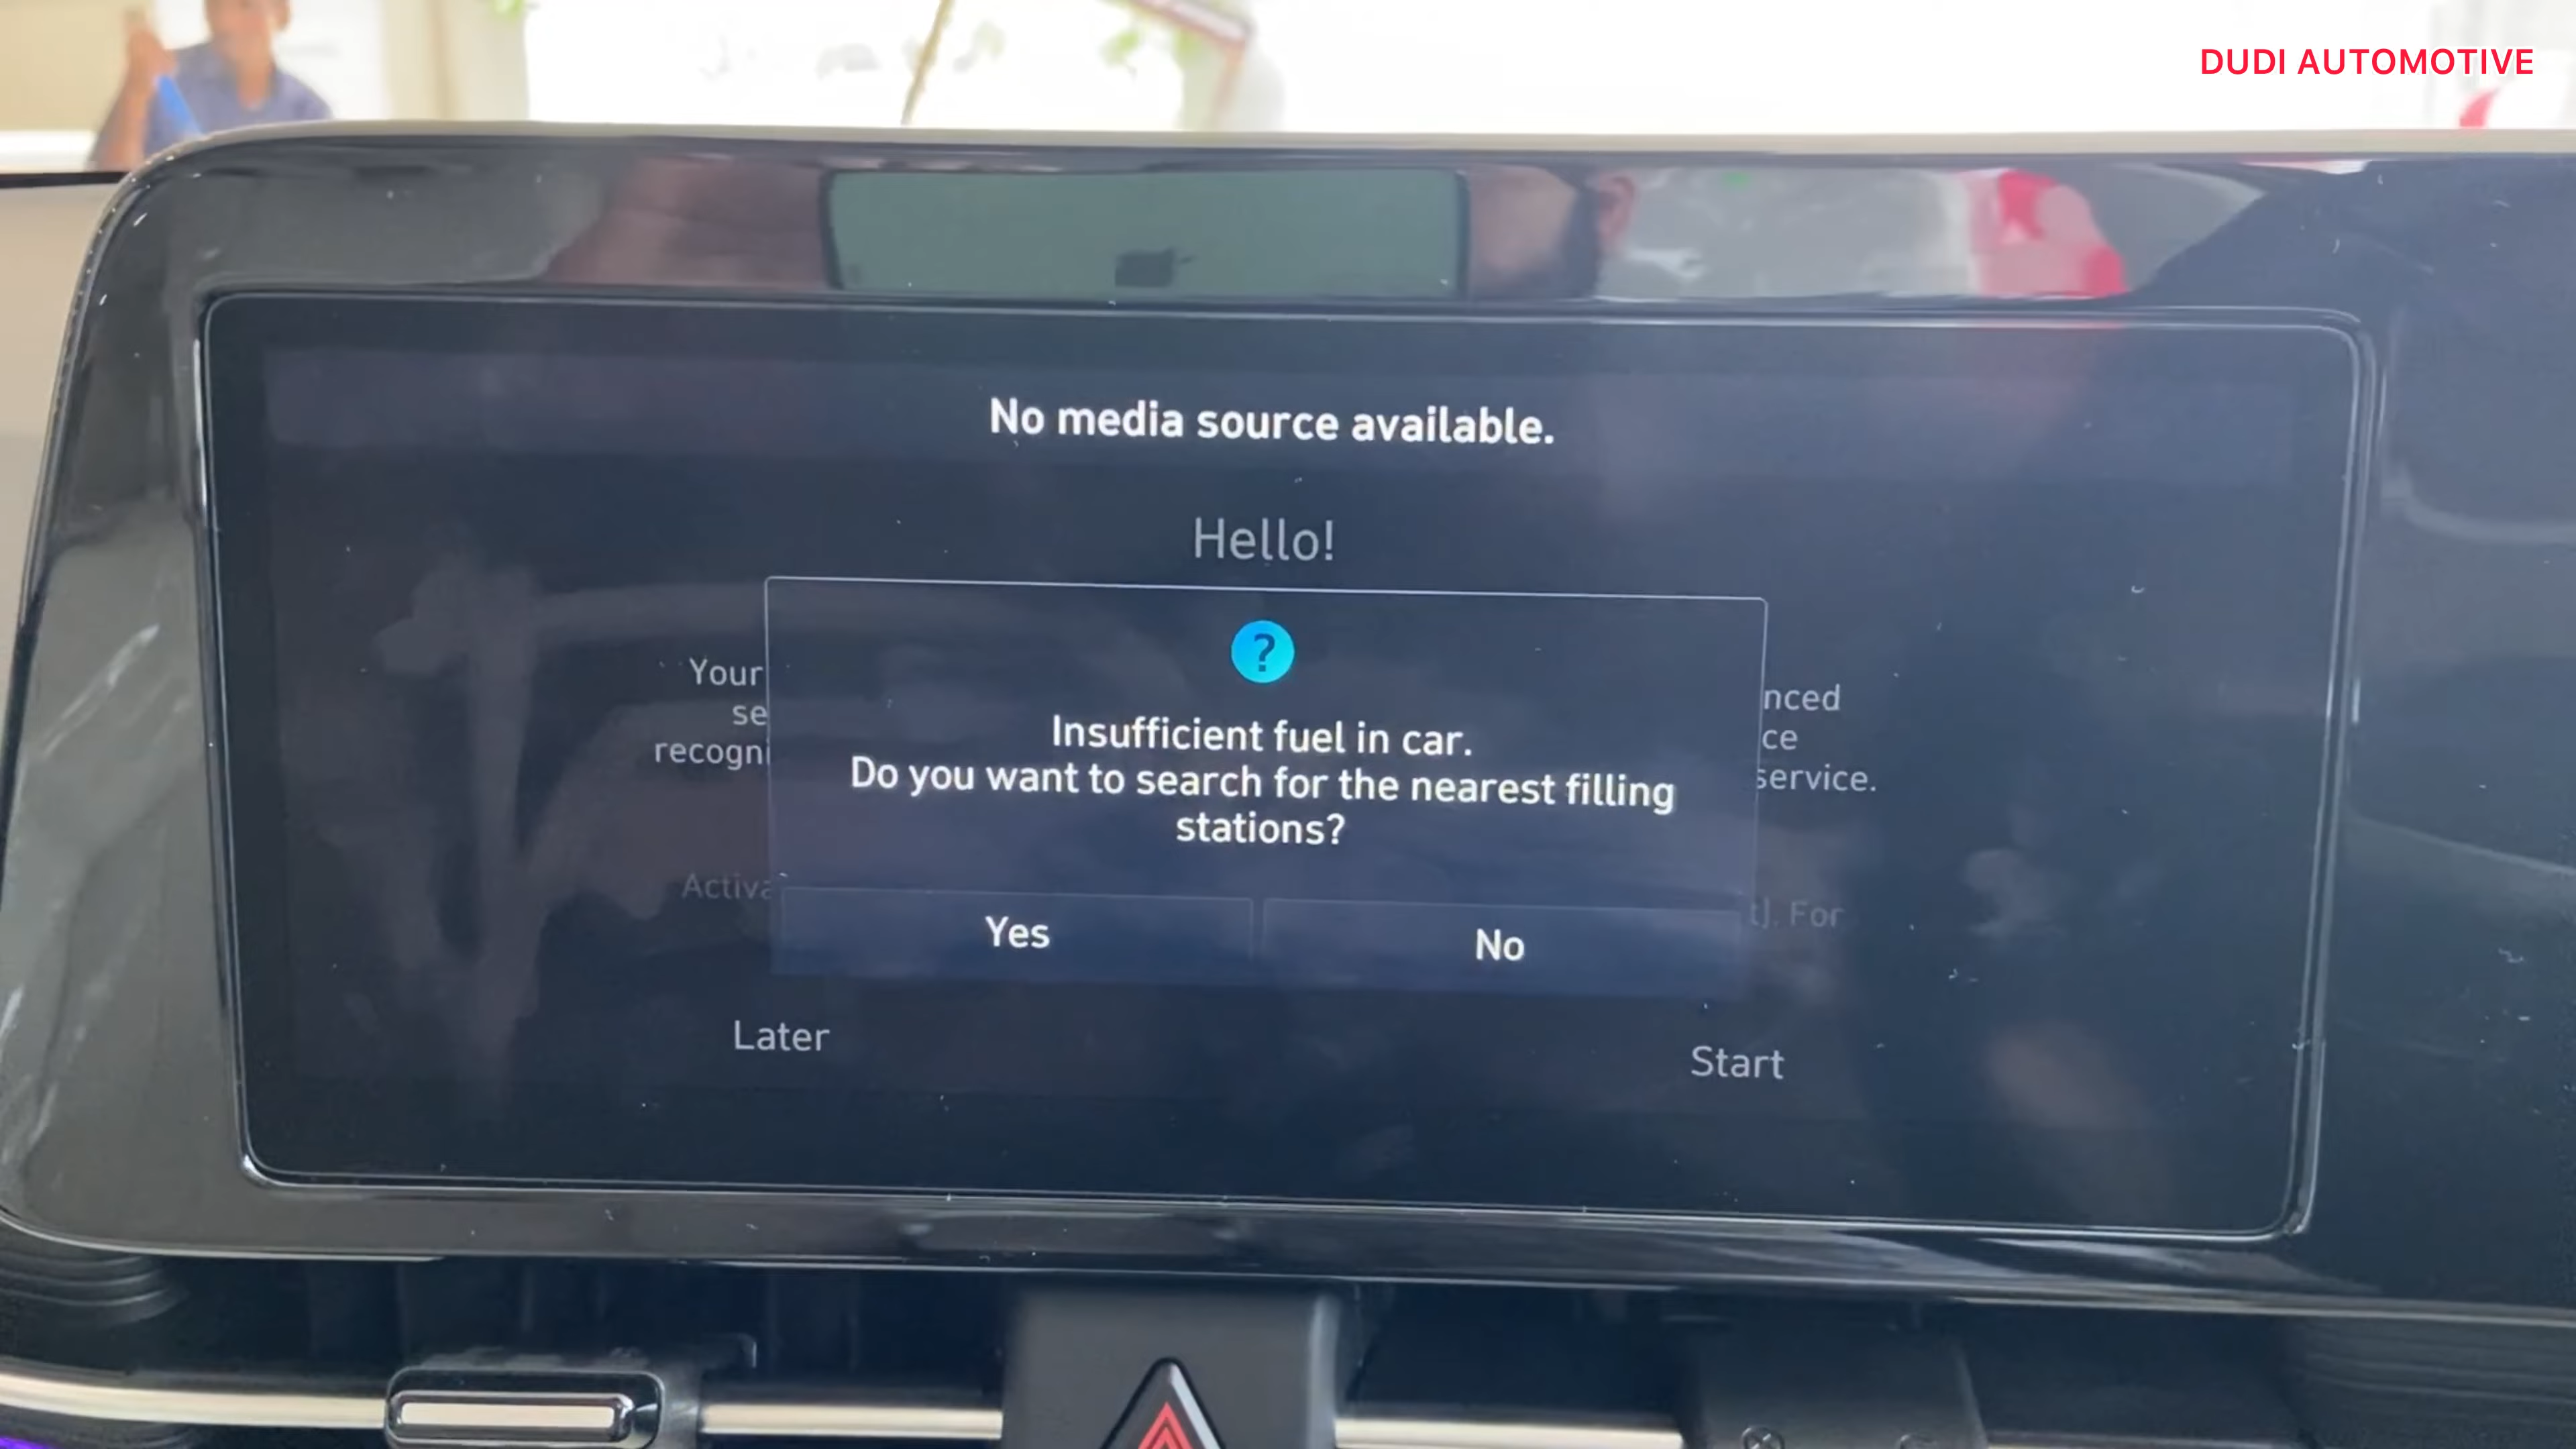 DUDI AUTOMOTIVE
No media source available.
Hello!
?
Your
nced
se
ce
recogni
service.
Insufficient fuel in car.
Do you want to search for the nearest filling
stations?
Activa
t]. For
Yes
No
Later
Start